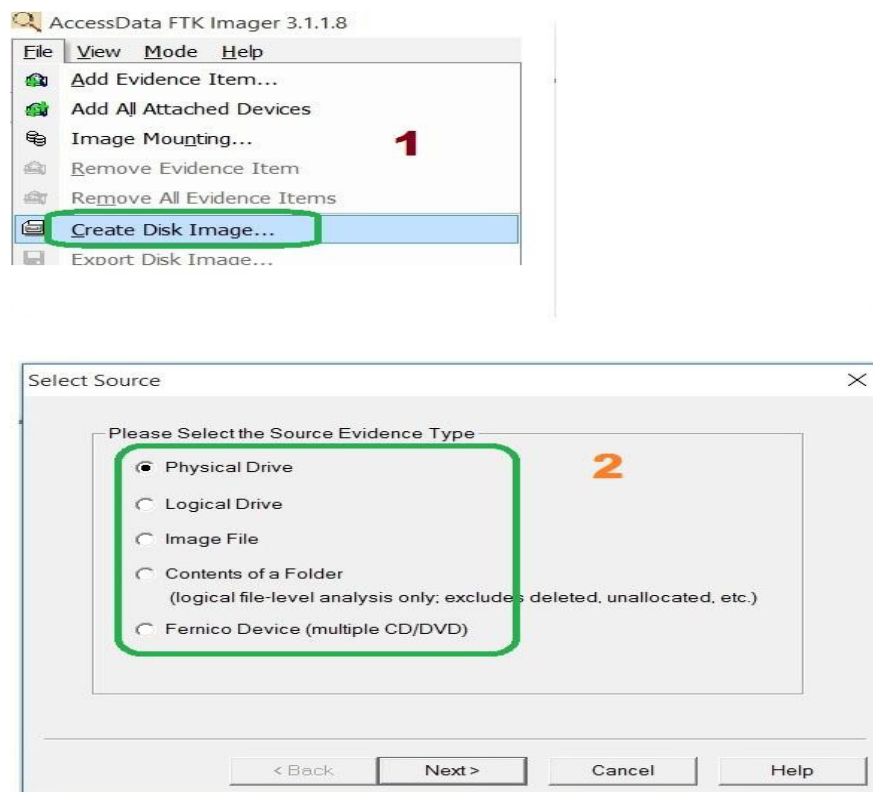 AccessData FTK Imager 3.1.1.8
File View Mode Help
Add Evidence Item...
Add All Attached Devices
Image Mounting...
1
Remove Evidence Item
Remove All Evidence Items
Create Disk Image...
Export Disk Image...
Select Source
Please Select the Source Evidence Type
Physical Drive
2
Logical Drive
Image File
Contents of a Folder
(logical file-level analysis only; excludes deleted, unallocated, etc.)
Fernico Device (multiple CD/DVD)
< Back Next > Cancel Help